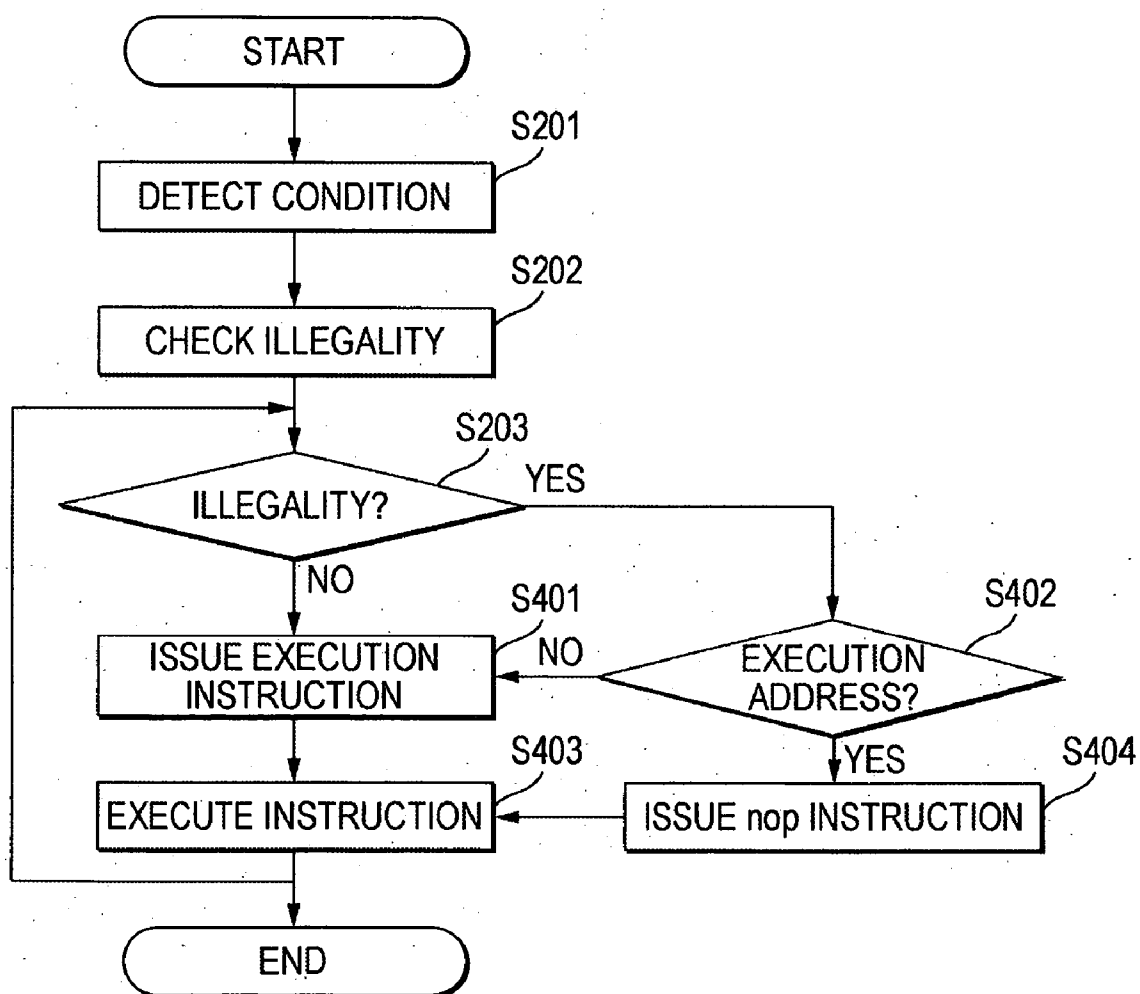 START
S201
DETECT CONDITION
S202
CHECK ILLEGALITY
S203
ILLEGALITY?
YES
NO
S401
ISSUE EXECUTION
INSTRUCTION
S402
EXECUTION
ADDRESS?
NO
YES
S403
EXECUTE INSTRUCTION
S404
ISSUE nop INSTRUCTION
END